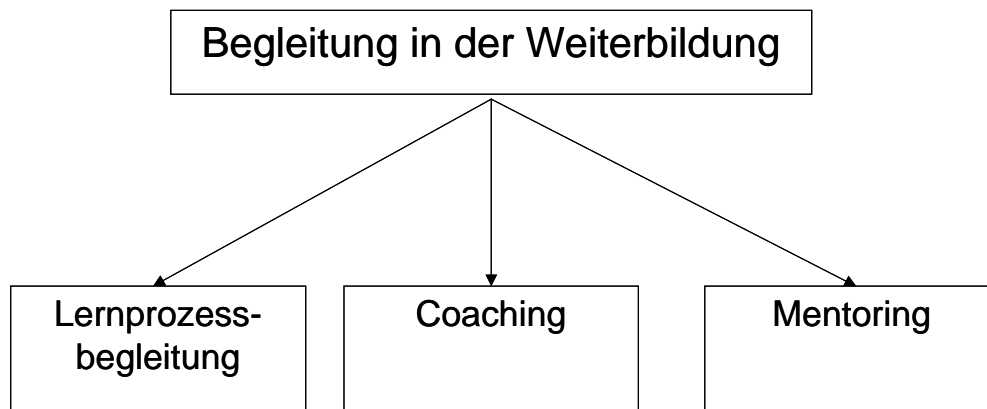 Begleitung in der Weiterbildung
Lernprozess-
begleitung
Coaching
Mentoring